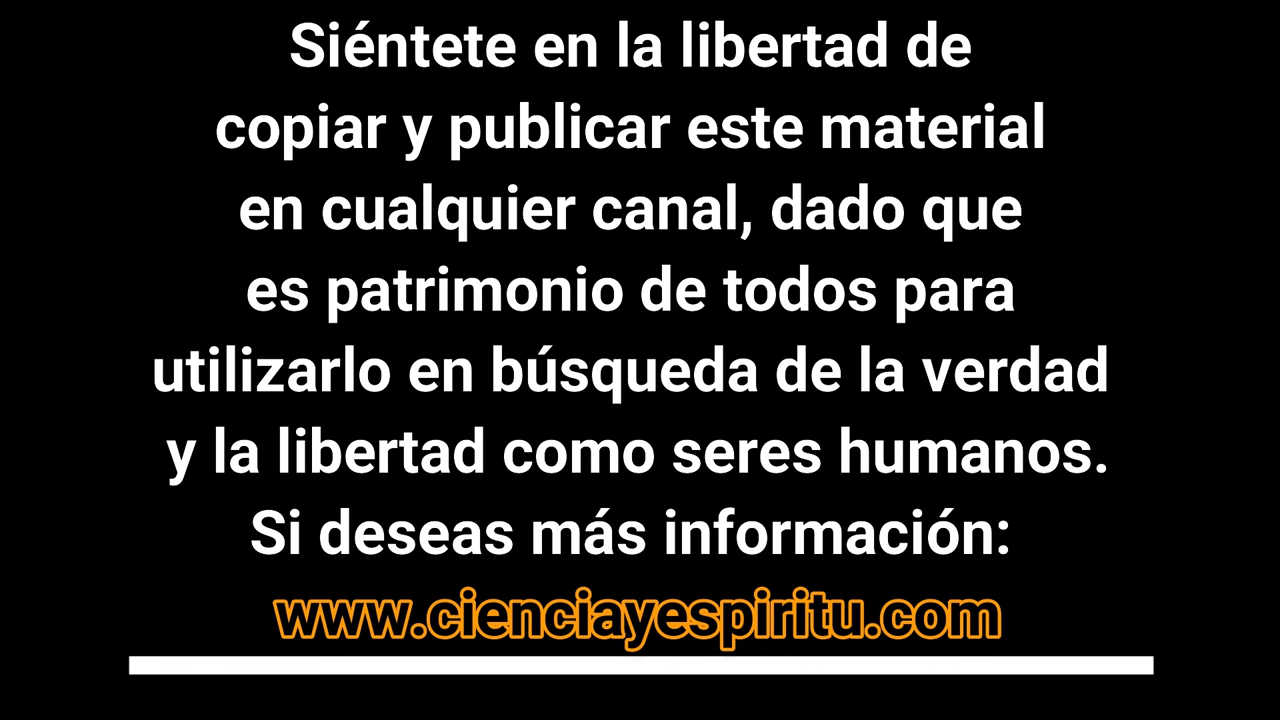 Siéntete en la libertad de
copiar y publicar este material
en cualquier canal, dado que
es patrimonio de todos para
utilizarlo en búsqueda de la verdad
y la libertad como seres humanos.
Si deseas más información:
www.cienciayespiritu.com